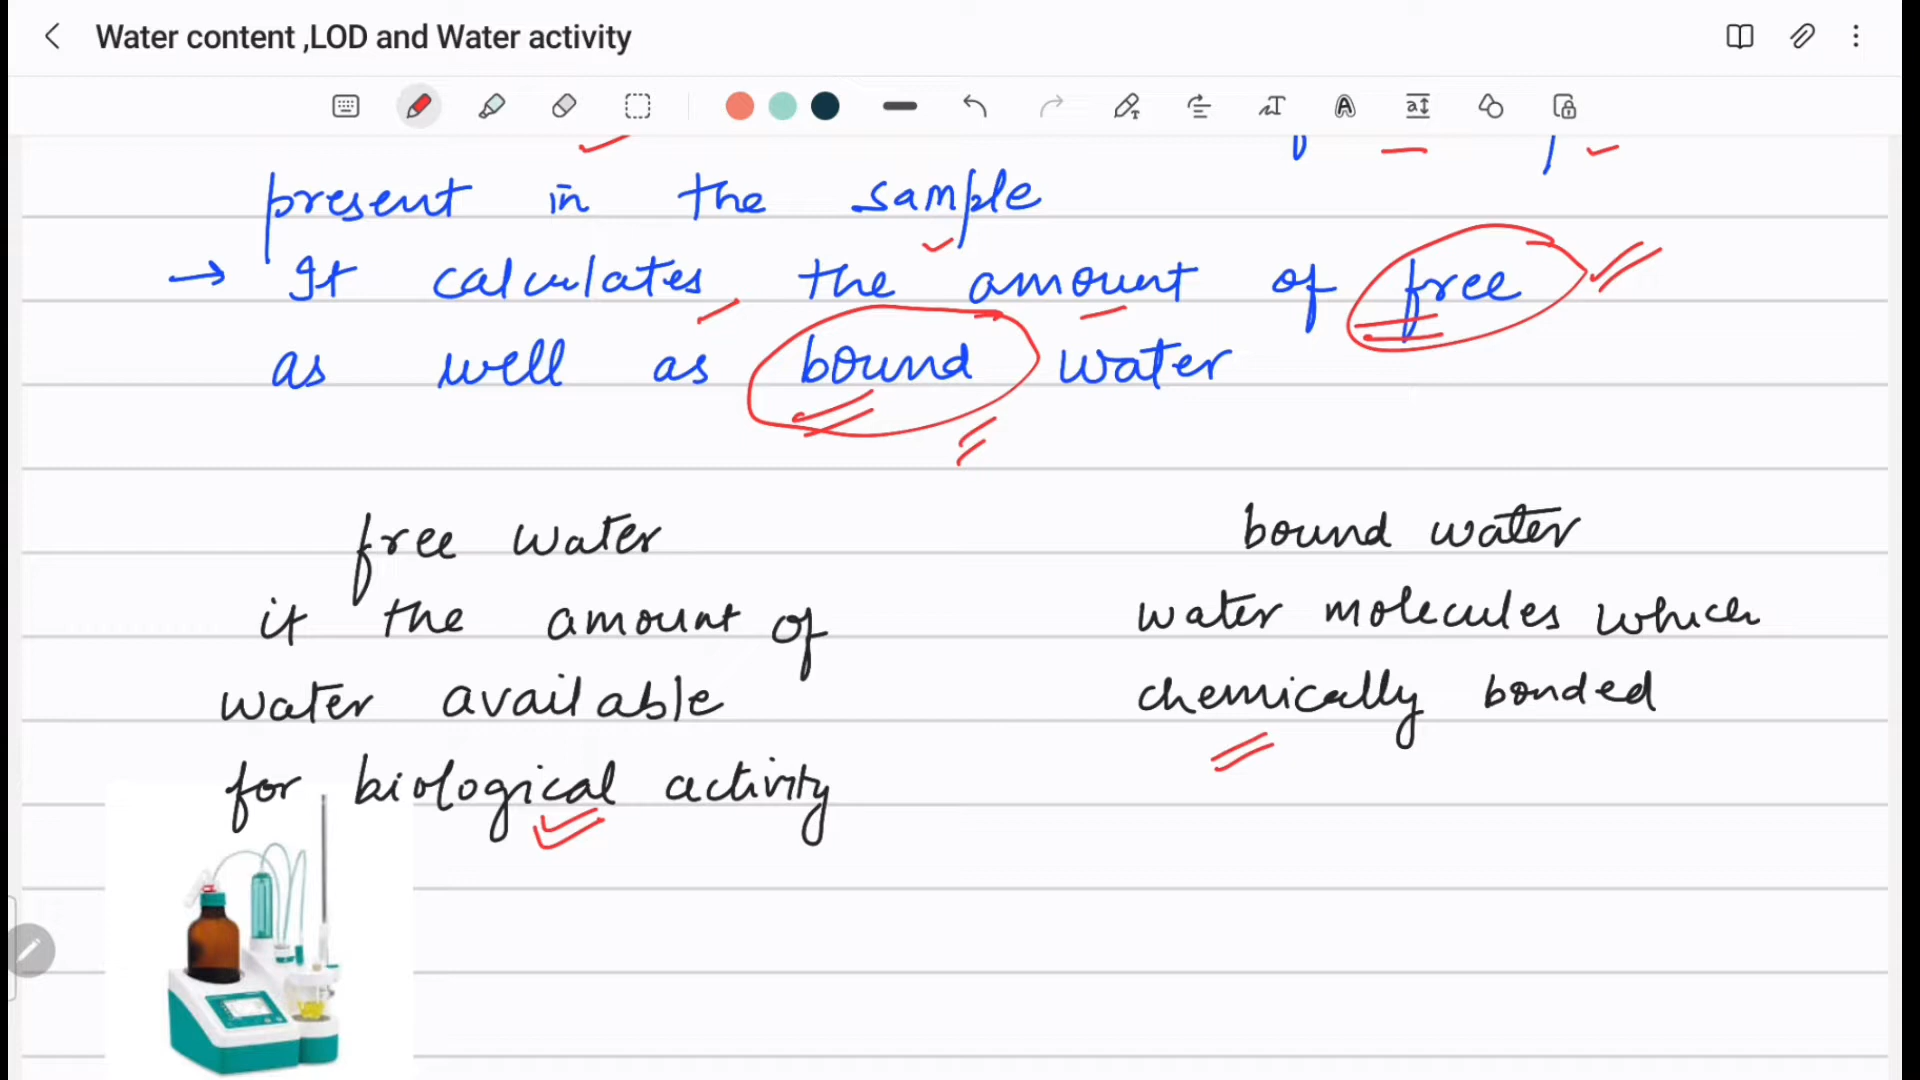 Water content ,LOD and Water activity
present in the sample
→ It calculates the amount of free
as well as bound water
free water
it the amount of
water available
for biological activity
bound water
water molecules which
chemically bonded